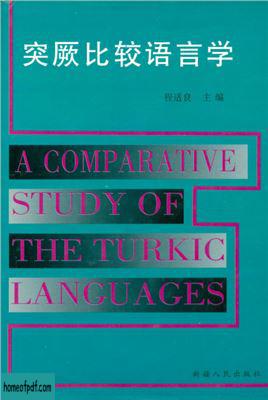 突厥比较语言学
程适良 主编
A COMPARATIVE
STUDY OF
THE TURKIC
LANGUAGES
新疆人民出版社
homeofpdf.com